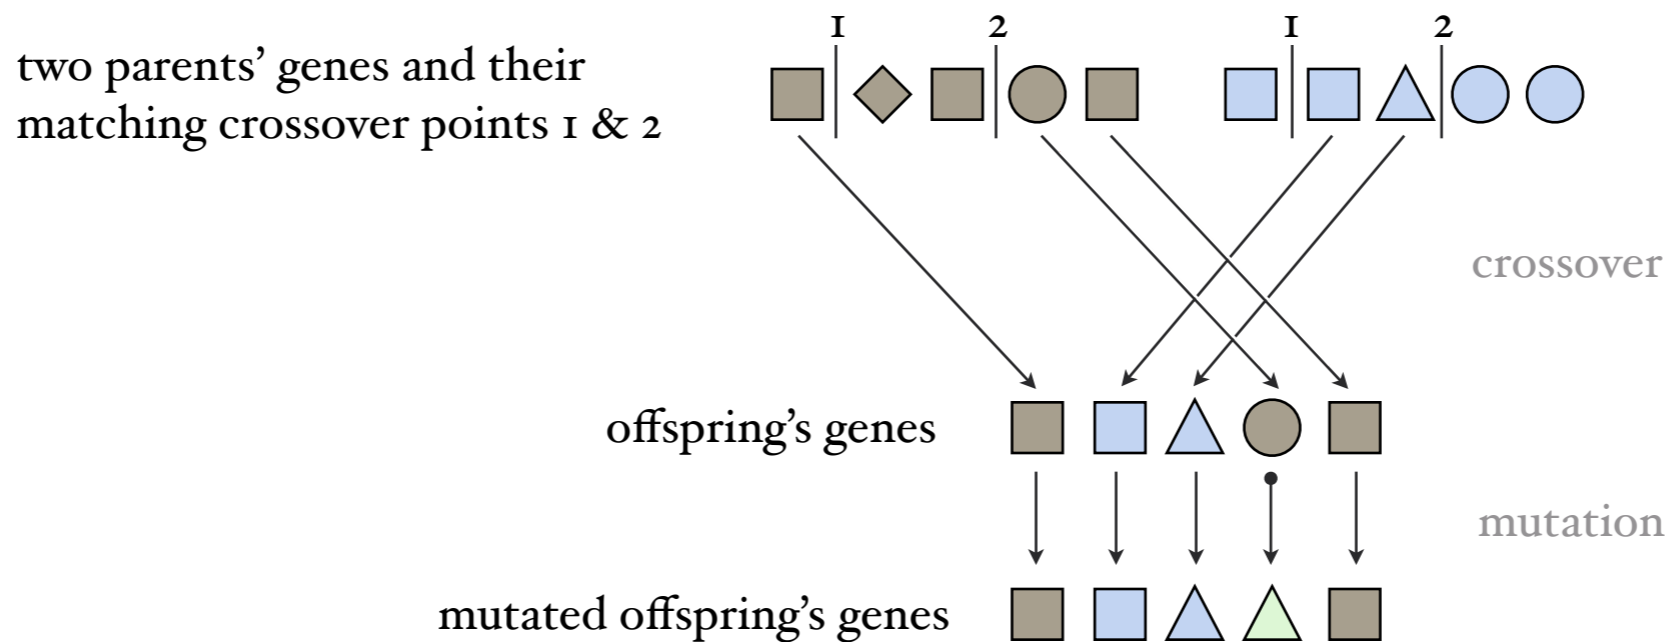 1 2 1 2
two parents’ genes and their
matching crossover points 1 & 2
crossover
offspring’s genes
mutation
mutated offspring’s genes